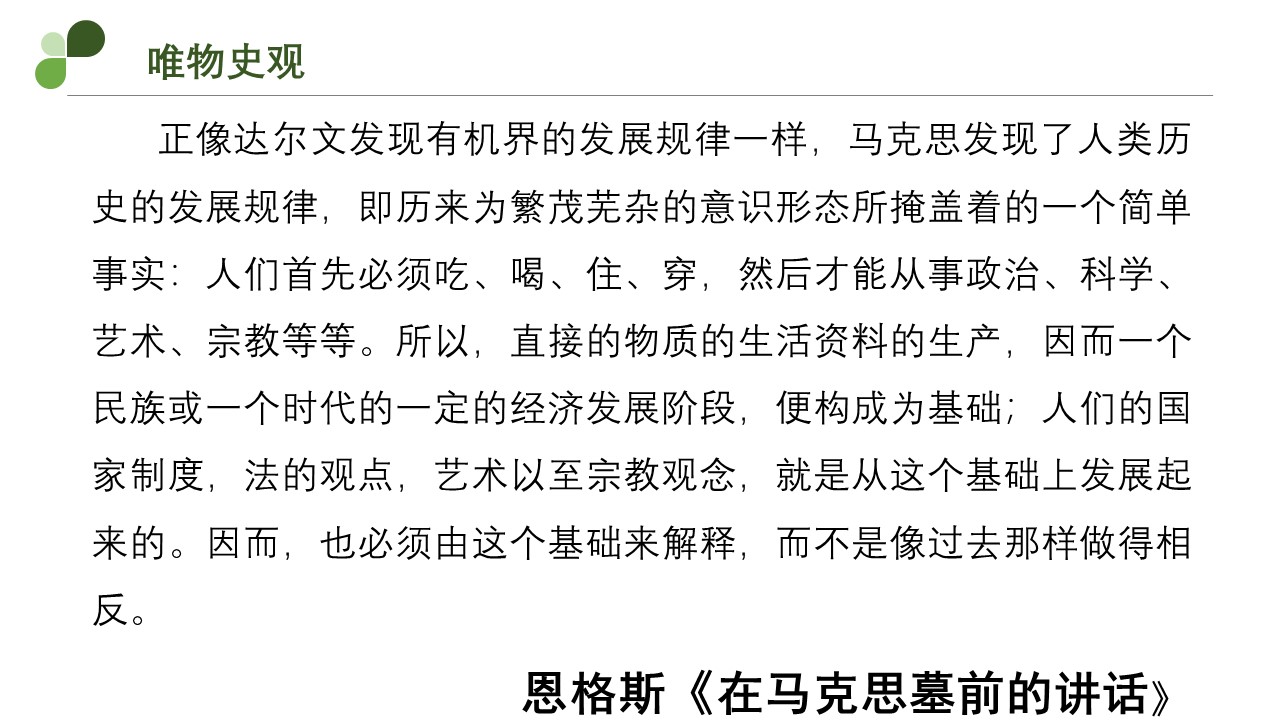 唯物史观
正像达尔文发现有机界的发展规律一样，马克思发现了人类历
史的发展规律，即历来为繁茂芜杂的意识形态所掩盖着的一个简单
事实：人们首先必须吃、喝、住、穿，然后才能从事政治、科学、
艺术、宗教等等。所以，直接的物质的生活资料的生产，因而一个
民族或一个时代的一定的经济发展阶段，便构成为基础；人们的国
家制度，法的观点，艺术以至宗教观念，就是从这个基础上发展起
来的。因而，也必须由这个基础来解释，而不是像过去那样做得相
反。
恩格斯《在马克思墓前的讲话》